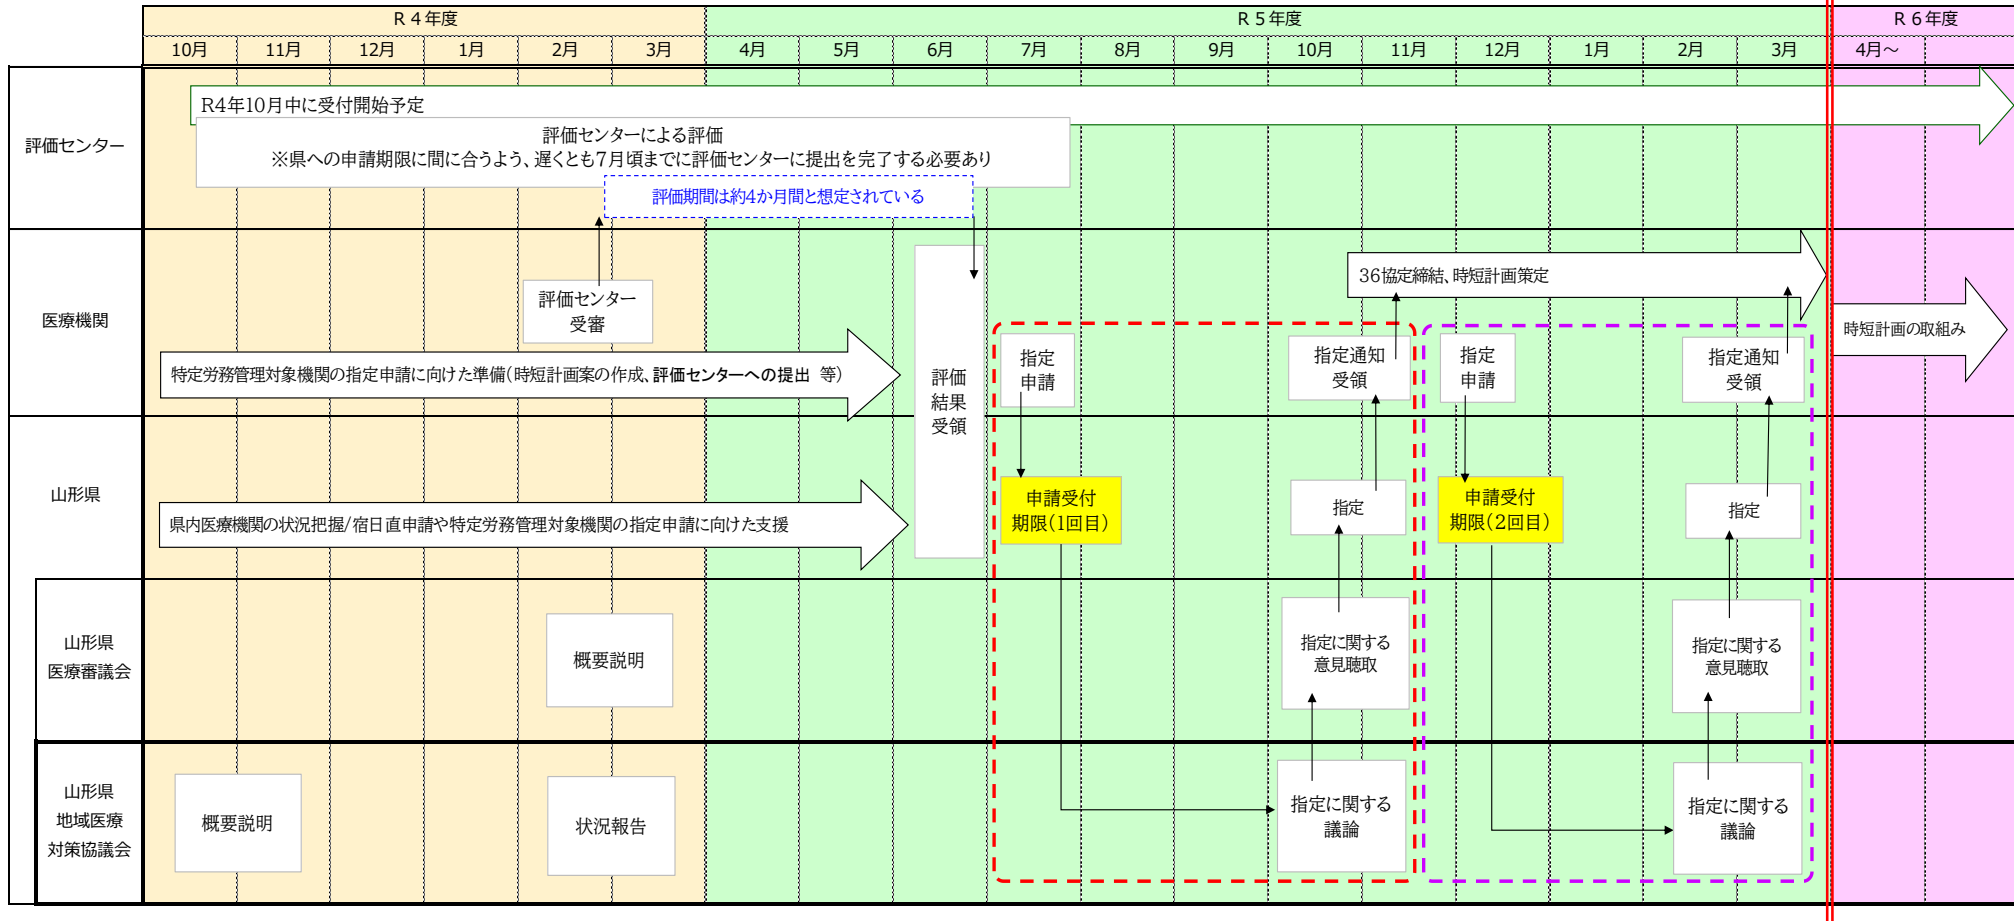 R４年度
R５年度
R６年度
10月
11月
12月
1月
2月
3月
4月
5月
6月
7月
8月
9月
10月
11月
12月
1月
2月
3月
4月～
評価センター
R4年10月中に受付開始予定
評価センターによる評価
※県への申請期限に間に合うよう、遅くとも7月頃までに評価センターに提出を完了する必要あり
評価期間は約4か月間と想定されている
医療機関
評価センター
受審
特定労務管理対象機関の指定申請に向けた準備（時短計画案の作成、評価センターへの提出 等）
評価
結果
受領
指定
申請
指定通知
受領
36協定締結、時短計画策定
指定
申請
指定通知
受領
時短計画の取組み
山形県
県内医療機関の状況把握/宿日直申請や特定労務管理対象機関の指定申請に向けた支援
申請受付
期限（1回目）
指定
申請受付
期限（2回目）
指定
山形県
医療審議会
概要説明
指定に関する
意見聴取
指定に関する
意見聴取
山形県
地域医療
対策協議会
概要説明
状況報告
指定に関する
議論
指定に関する
議論